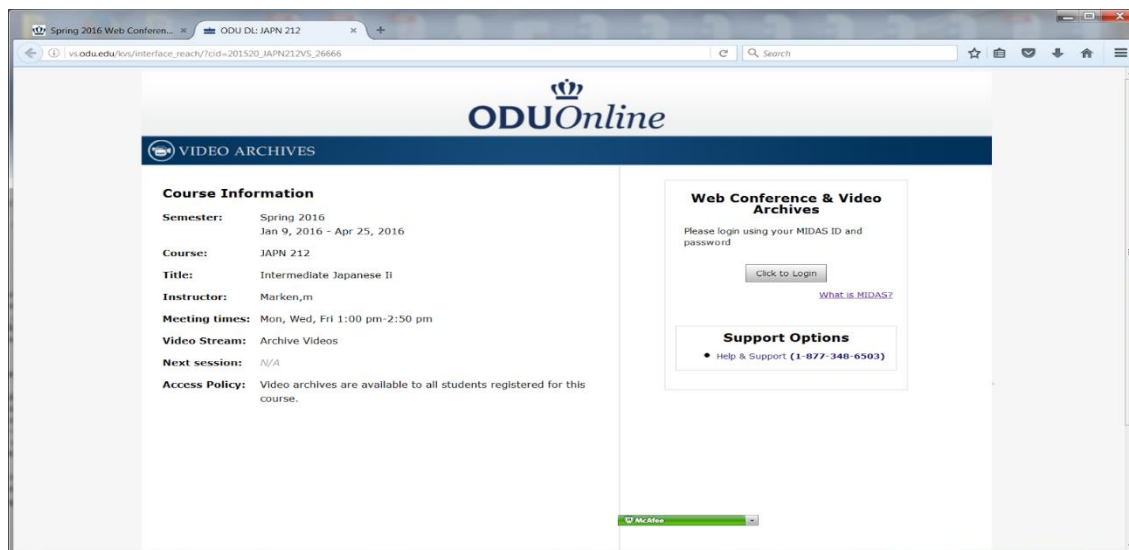 Spring 2016 Web Conferen... ×
ODU DL: JAPN 212 × +
vs.odu.edu/kvs/interface_reach/?cid=201520_JAPN212VS_26666
Search
ODUOnline
VIDEO ARCHIVES
Course Information
Semester: Spring 2016
Jan 9, 2016 - Apr 25, 2016
Course: JAPN 212
Title: Intermediate Japanese Ii
Instructor: Marken,m
Meeting times: Mon, Wed, Fri 1:00 pm-2:50 pm
Video Stream: Archive Videos
Next session: N/A
Access Policy: Video archives are available to all students registered for this
course.
Web Conference & Video
Archives
Please login using your MIDAS ID and
password
Click to Login
What is MIDAS?
Support Options
• Help & Support (1-877-348-6503)
McAfee